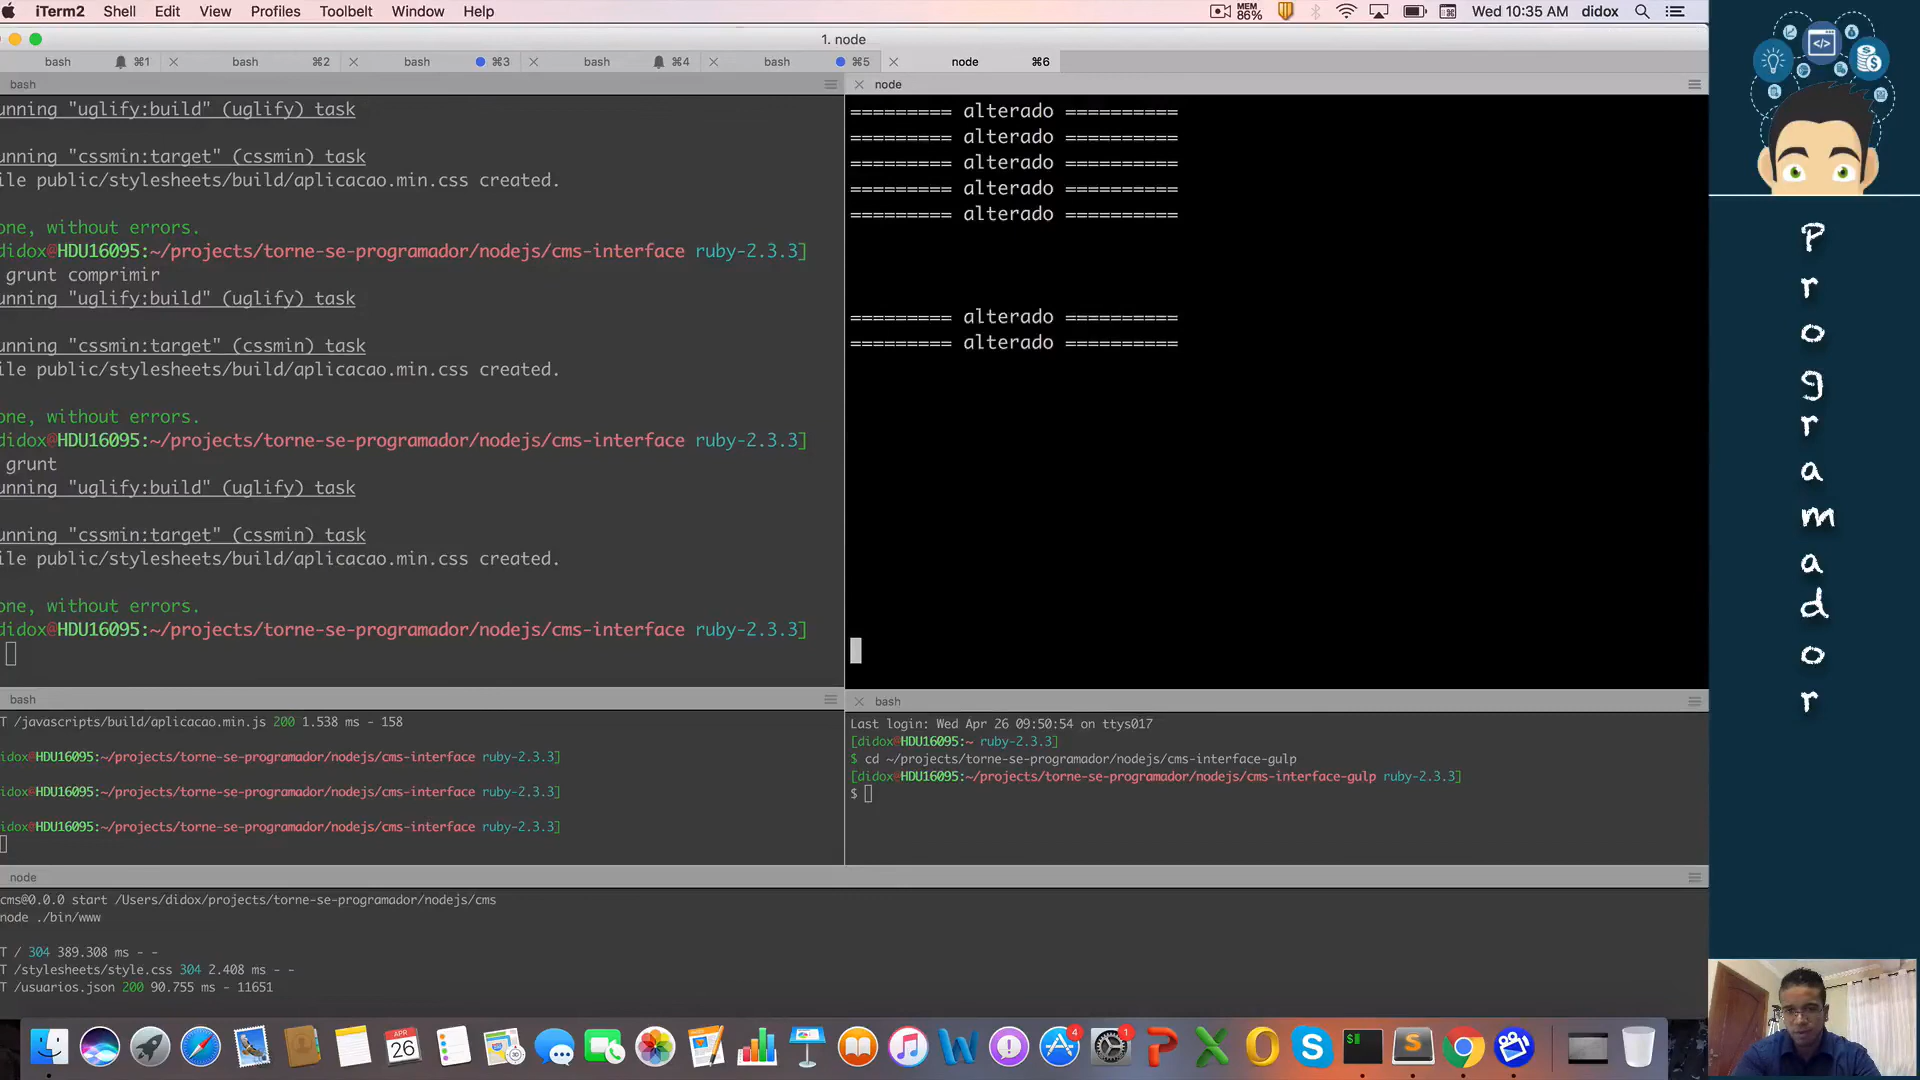 iTerm2 Shell Edit View Profiles Toolbelt Window Help
MEM 86% Wed 10:35 AM didox
1. node
bash ⌘1 bash ⌘2 bash ⌘3 bash ⌘4 bash ⌘5 node ⌘6
bash
unning "uglify:build" (uglify) task
unning "cssmin:target" (cssmin) task
ile public/stylesheets/build/aplicacao.min.css created.
one, without errors.
didox@HDU16095:~/projects/torne-se-programador/nodejs/cms-interface ruby-2.3.3]
grunt comprimir
unning "uglify:build" (uglify) task
unning "cssmin:target" (cssmin) task
ile public/stylesheets/build/aplicacao.min.css created.
one, without errors.
didox@HDU16095:~/projects/torne-se-programador/nodejs/cms-interface ruby-2.3.3]
grunt
unning "uglify:build" (uglify) task
unning "cssmin:target" (cssmin) task
ile public/stylesheets/build/aplicacao.min.css created.
one, without errors.
didox@HDU16095:~/projects/torne-se-programador/nodejs/cms-interface ruby-2.3.3]
node
========= alterado ==========
========= alterado ==========
========= alterado ==========
========= alterado ==========
========= alterado ==========
========= alterado ==========
========= alterado ==========
bash
T /javascripts/build/aplicacao.min.js 200 1.538 ms - 158
idox@HDU16095:~/projects/torne-se-programador/nodejs/cms-interface ruby-2.3.3]
idox@HDU16095:~/projects/torne-se-programador/nodejs/cms-interface ruby-2.3.3]
idox@HDU16095:~/projects/torne-se-programador/nodejs/cms-interface ruby-2.3.3]
bash
Last login: Wed Apr 26 09:50:54 on ttys017
[didox@HDU16095:~ ruby-2.3.3]
$ cd ~/projects/torne-se-programador/nodejs/cms-interface-gulp
[didox@HDU16095:~/projects/torne-se-programador/nodejs/cms-interface-gulp ruby-2.3.3]
$
node
cms@0.0.0 start /Users/didox/projects/torne-se-programador/nodejs/cms
node ./bin/www
T / 304 389.308 ms - -
T /stylesheets/style.css 304 2.408 ms - -
T /usuarios.json 200 90.755 ms - 11651
APR
26
30
4
1
P
r
o
g
r
a
m
a
d
o
r